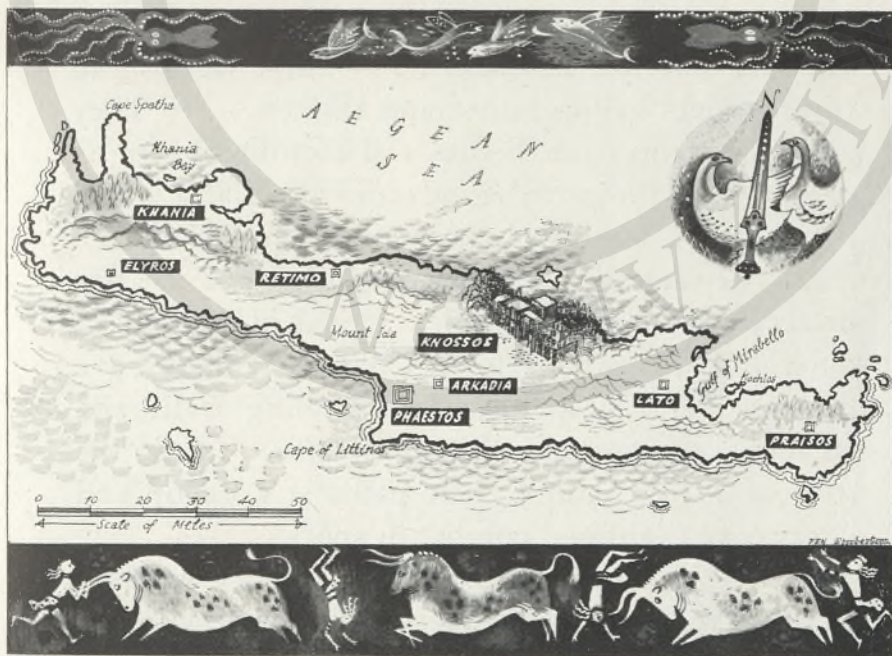 Cape Spatha
Khania
Bay
AEGEAN
SEA
N
KHANIA
ELYROS
RETIMO
Mount Ida
KNOSSOS
Gulf of Mirabello
Mochlos
ARKADIA
LATO
PHAESTOS
PRAISOS
Cape of Littinos
0 10 20 30 40 50
Scale of Miles